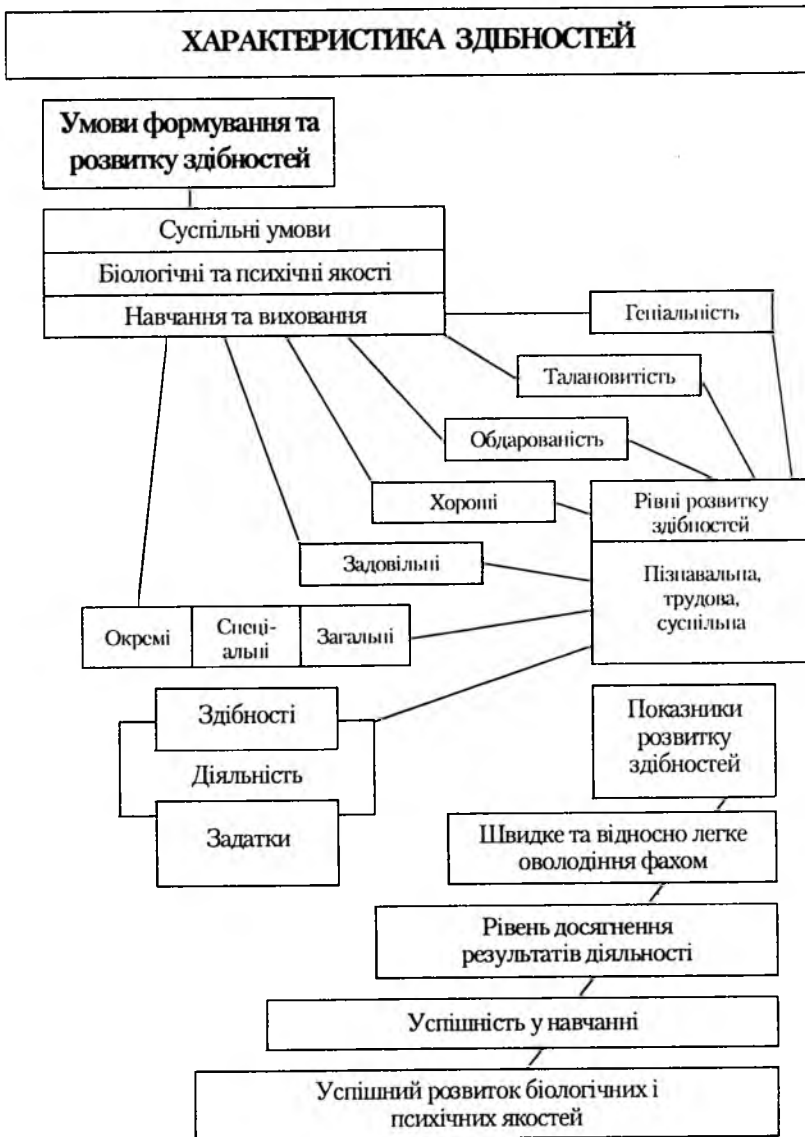 ХАРАКТЕРИСТИКА ЗДІБНОСТЕЙ
Умови формування та
розвитку здібностей
Суспільні умови
Біологічні та психічні якості
Навчання та виховання
Геніальність
Талановитість
Обдарованість
Хороші
Рівні розвитку
здібностей
Задовільні
Пізнавальна,
трудова,
суспільна
Окремі
Спеці-
альні
Загальні
Здібності
Діяльність
Задатки
Показники
розвитку
здібностей
Швидке та відносно легке
оволодіння фахом
Рівень досягнення
результатів діяльності
Успішність у навчанні
Успішний розвиток біологічних і
психічних якостей